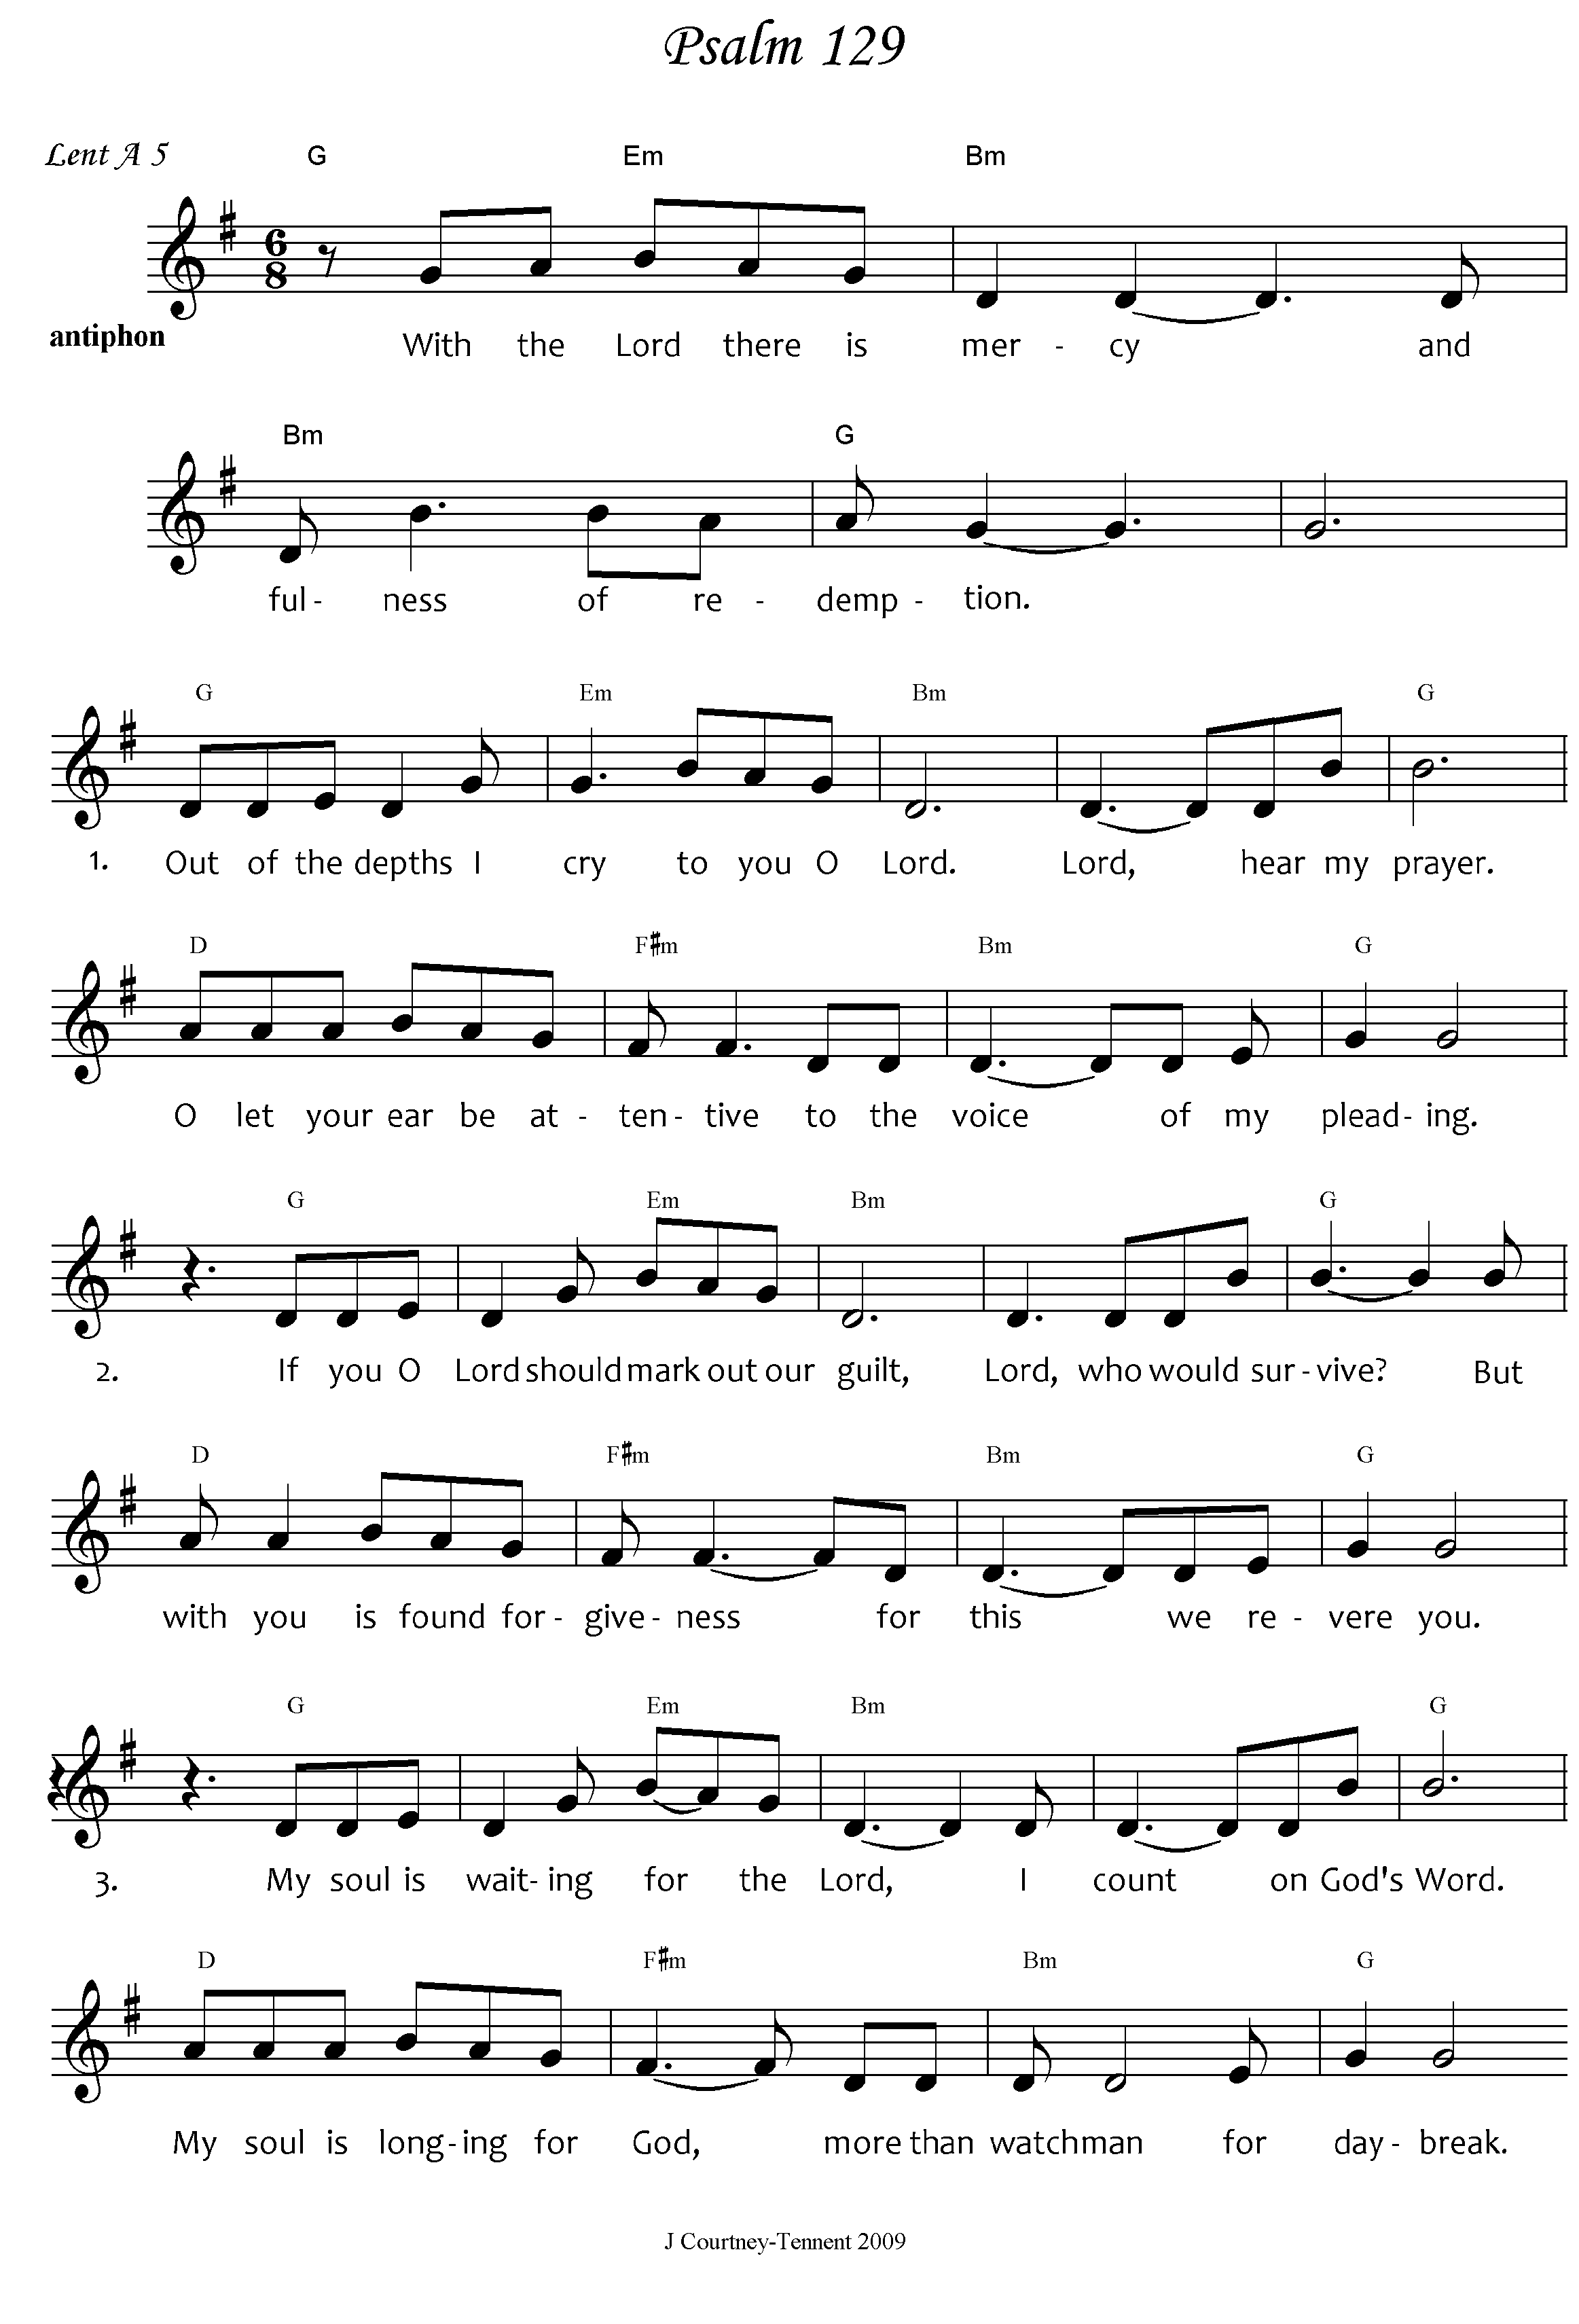 Psalm 129
Lent A 5
G Em Bm
6
8
antiphon
With the Lord there is mer - cy and
Bm G
ful - ness of re - demp - tion.
G Em Bm G
1. Out of the depths I cry to you O Lord. Lord, hear my prayer.
D F#m Bm G
O let your ear be at - ten - tive to the voice of my plead - ing.
G Em Bm G
2. If you O Lord should mark out our guilt, Lord, who would sur - vive? But
D F#m Bm G
with you is found for - give - ness for this we re - vere you.
G Em Bm G
3. My soul is wait - ing for the Lord, I count on God's Word.
D F#m Bm G
My soul is long - ing for God, more than watchman for day - break.
J Courtney-Tennent 2009